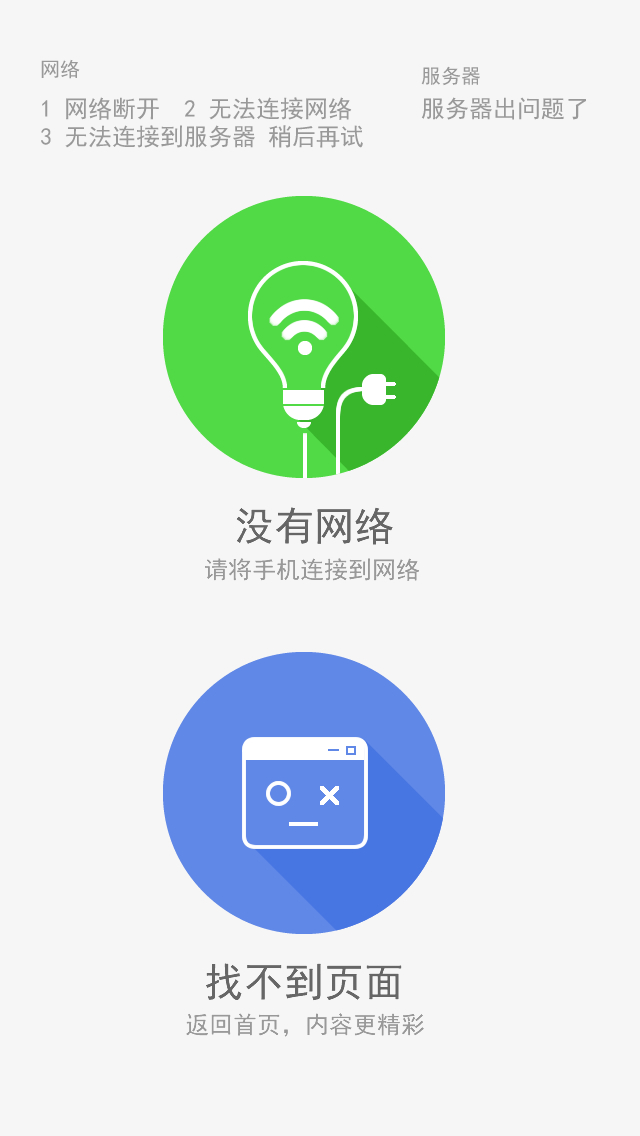 网络
1 网络断开 2 无法连接网络
3 无法连接到服务器 稍后再试
服务器
服务器出问题了
没有网络
请将手机连接到网络
找不到页面
返回首页，内容更精彩